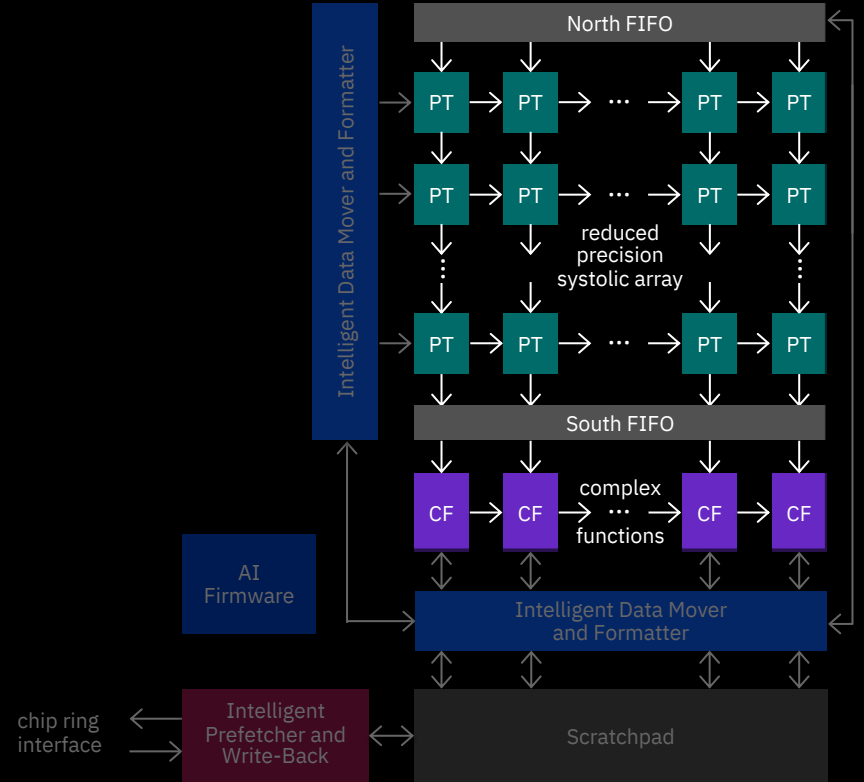 North FIFO
Intelligent Data Mover and Formatter
PT PT ... PT PT
PT PT ... PT PT
reduced
precision
systolic array
PT PT ... PT PT
South FIFO
complex
CF CF ... CF CF
functions
AI
Firmware
Intelligent Data Mover
and Formatter
chip ring
interface
Intelligent
Prefetcher and
Write-Back
Scratchpad